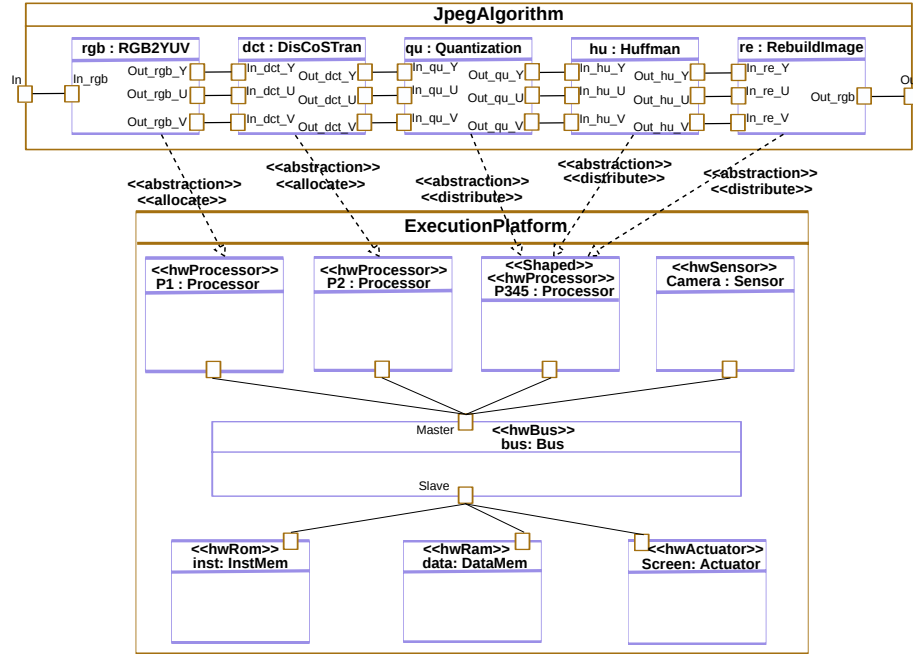 JpegAlgorithm
rgb : RGB2YUV
dct : DisCoSTran
qu : Quantization
hu : Huffman
re : RebuildImage
In
In_rgb
Out_rgb_Y
Out_rgb_U
Out_rgb_V
In_dct_Y
In_dct_U
In_dct_V
Out_dct_Y
Out_dct_U
Out_dct_V
In_qu_Y
In_qu_U
In_qu_V
Out_qu_Y
Out_qu_U
Out_qu_V
In_hu_Y
In_hu_U
In_hu_V
Out_hu_Y
Out_hu_U
Out_hu_V
In_re_Y
In_re_U
In_re_V
Out_rgb
Ou
<<abstraction>>
<<allocate>>
<<abstraction>>
<<allocate>>
<<abstraction>>
<<distribute>>
<<abstraction>>
<<distribute>>
<<abstraction>>
<<distribute>>
ExecutionPlatform
<<hwProcessor>>
P1 : Processor
<<hwProcessor>>
P2 : Processor
<<Shaped>>
<<hwProcessor>>
P345 : Processor
<<hwSensor>>
Camera : Sensor
Master
<<hwBus>>
bus: Bus
Slave
<<hwRom>>
inst: InstMem
<<hwRam>>
data: DataMem
<<hwActuator>>
Screen: Actuator